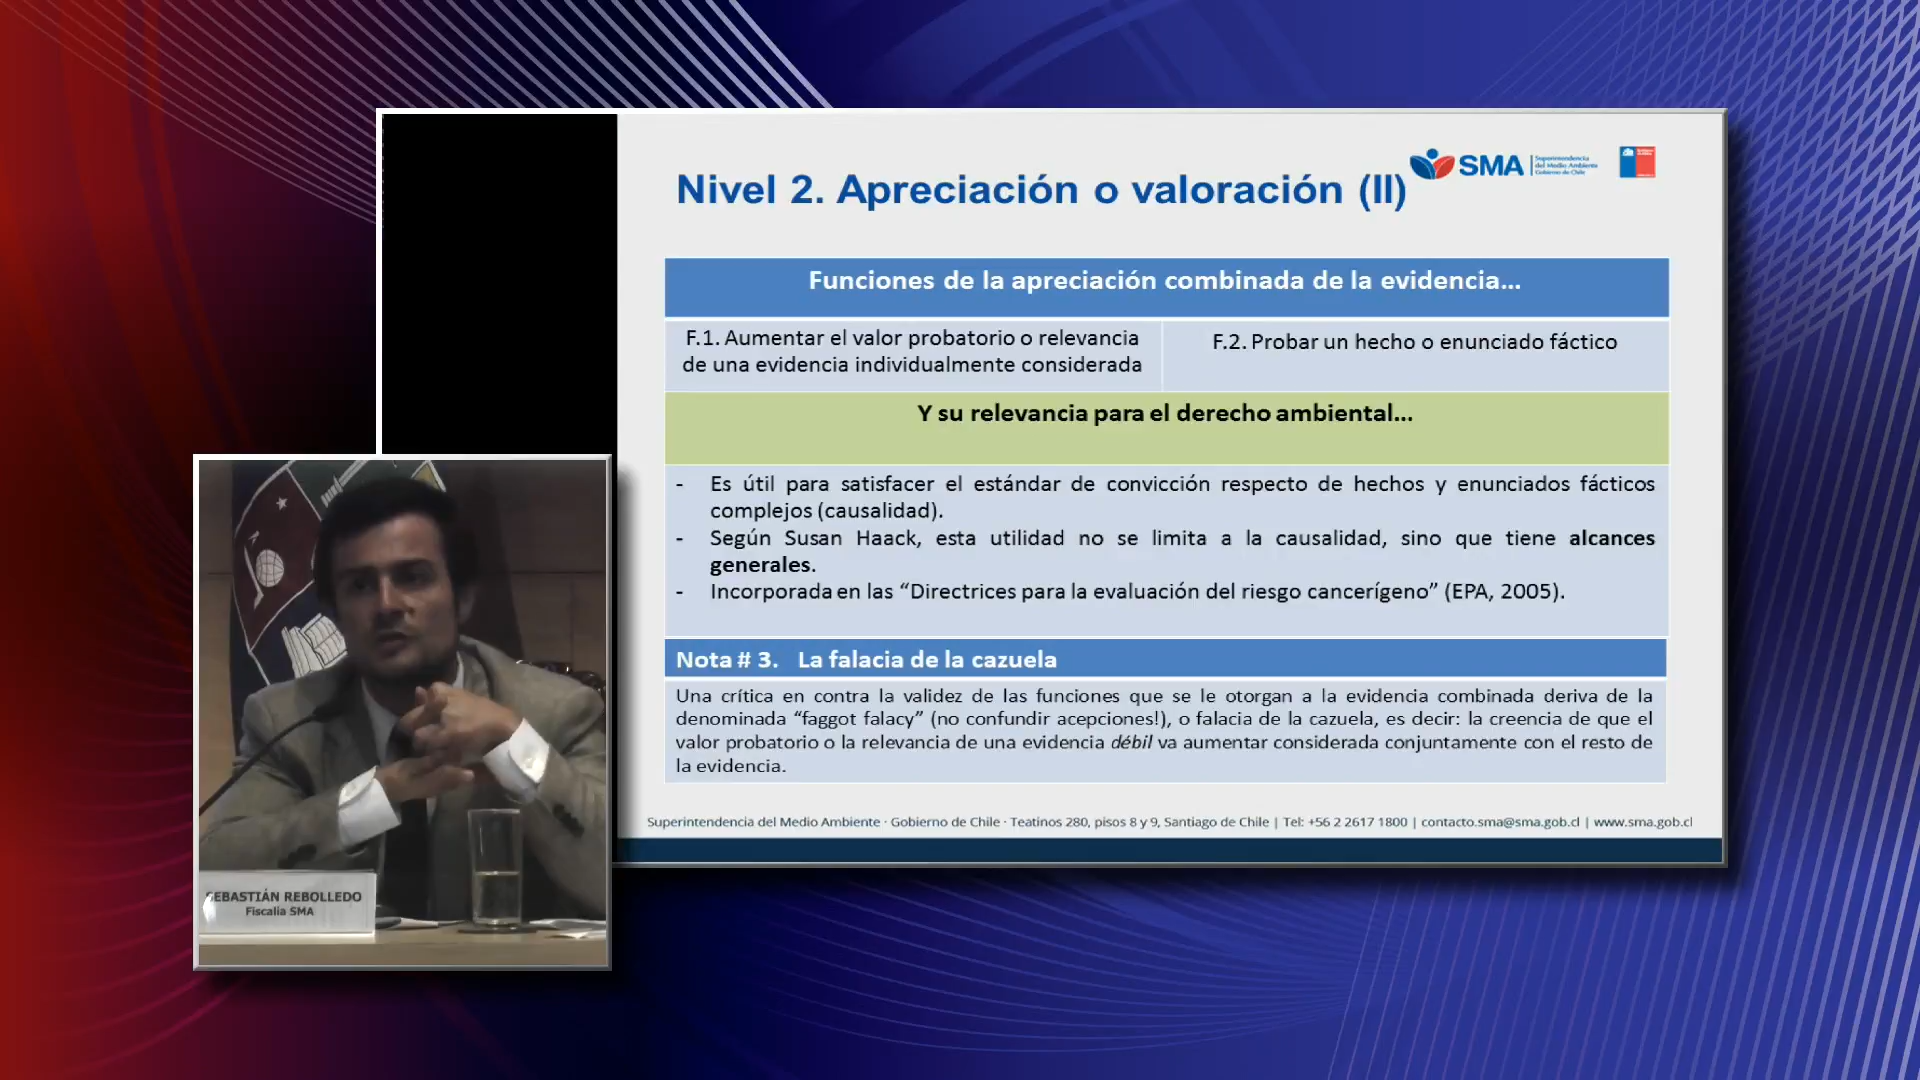 Nivel 2. Apreciación o valoración (II)
SMA
Superintendencia
del Medio Ambiente
Gobierno de Chile
Funciones de la apreciación combinada de la evidencia...
F.1. Aumentar el valor probatorio o relevancia
de una evidencia individualmente considerada
F.2. Probar un hecho o enunciado fáctico
Y su relevancia para el derecho ambiental...
- Es útil para satisfacer el estándar de convicción respecto de hechos y enunciados fácticos
complejos (causalidad).
- Según Susan Haack, esta utilidad no se limita a la causalidad, sino que tiene alcances
generales.
- Incorporada en las “Directrices para la evaluación del riesgo cancerígeno” (EPA, 2005).
Nota # 3. La falacia de la cazuela
Una crítica en contra la validez de las funciones que se le otorgan a la evidencia combinada deriva de la
denominada “faggot falacy” (no confundir acepciones!), o falacia de la cazuela, es decir: la creencia de que el
valor probatorio o la relevancia de una evidencia débil va aumentar considerada conjuntamente con el resto de
la evidencia.
Superintendencia del Medio Ambiente · Gobierno de Chile · Teatinos 280, pisos 8 y 9, Santiago de Chile | Tel: +56 2 2617 1800 | contacto.sma@sma.gob.cl | www.sma.gob.cl
SEBASTIÁN REBOLLEDO
Fiscalia SMA